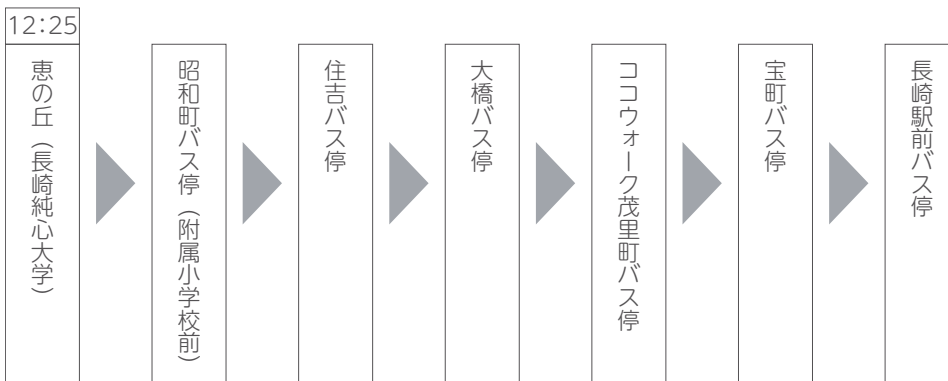 12:25
恵の丘（長崎純心大学）
昭和町バス停（附属小学校前）
住吉バス停
大橋バス停
ココウォーク茂里町バス停
宝町バス停
長崎駅前バス停